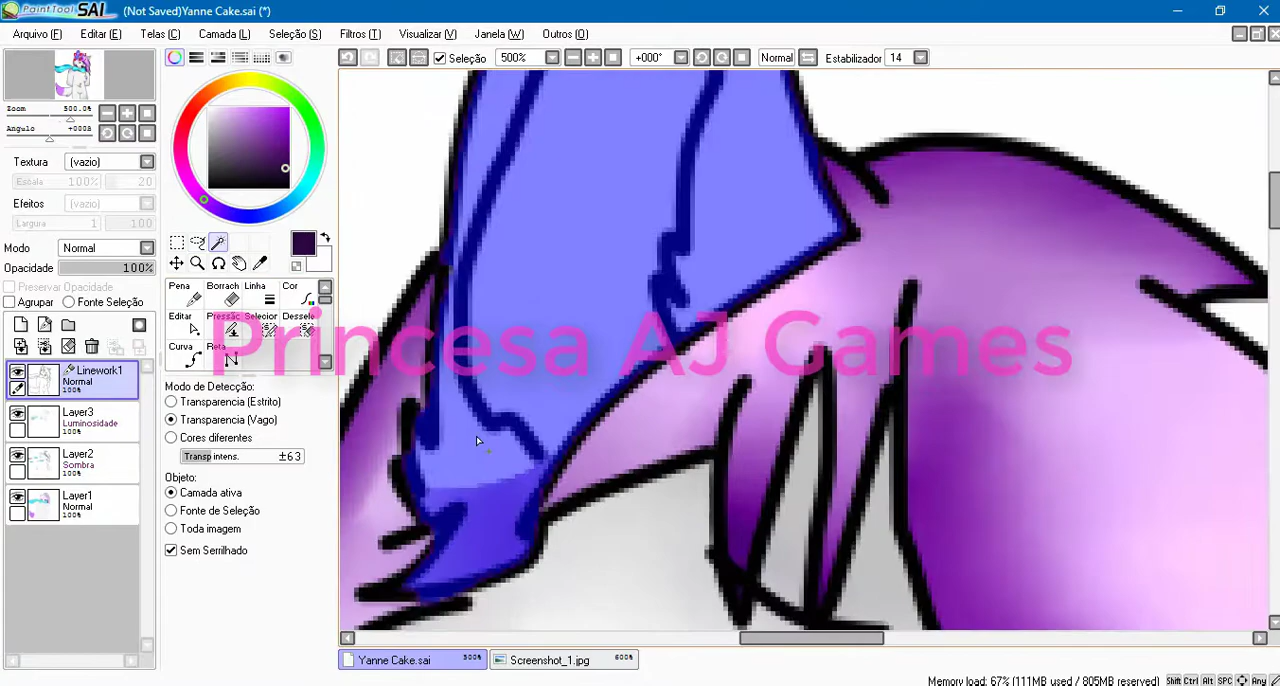 PaintTool SAI (Not Saved)Yanne Cake.sai (*)
Arquivo (F) Editar (E) Telas (C) Camada (L) Seleção (S) Filtros (T) Visualizar (V) Janela (W) Outros (O)
Seleção 500% +000° Normal Estabilizador 14
Zoom 500.0%
Angulo +000°
Textura (vazio)
Escala 100% 20
Efeitos (vazio)
Largura 1 100
Modo Normal
Opacidade 100%
Preservar Opacidade
Agrupar Fonte Seleção
Pena Borrach Linha Cor
Editar Pressãc Selecior Dessele
Curva Reta
Linework1
Normal
100%
Layer3
Luminosidade
100%
Layer2
Sombra
100%
Layer1
Normal
100%
Modo de Detecção:
Transparencia (Estrito)
Transparencia (Vago)
Cores diferentes
Transp intens. ±63
Objeto:
Camada ativa
Fonte de Seleção
Toda imagem
Sem Serrilhado
Princesa AJ Games
Yanne Cake.sai 500% Screenshot_1.jpg 600%
Memory load: 67% (111MB used / 805MB reserved) Shift Ctrl Alt SPC Any